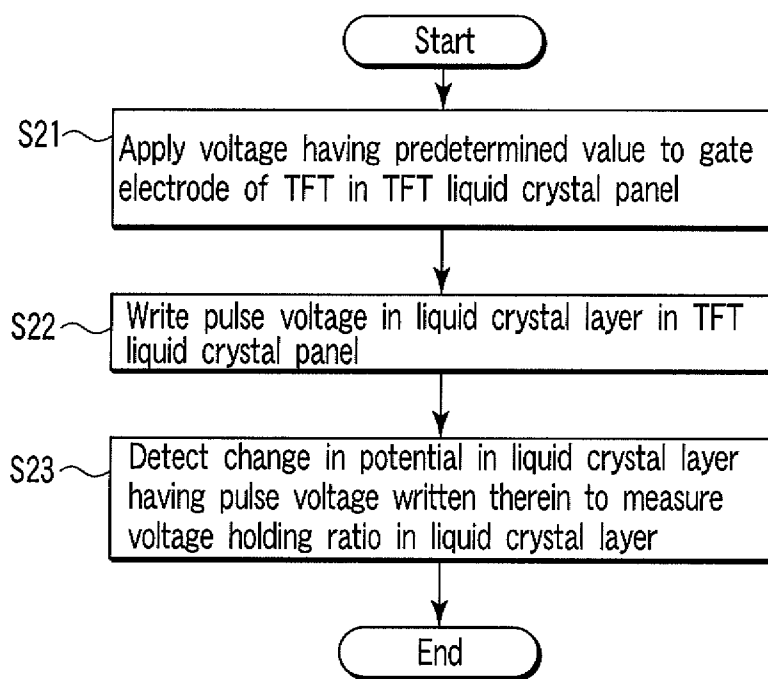 Start
S21
Apply voltage having predetermined value to gate
electrode of TFT in TFT liquid crystal panel
S22
Write pulse voltage in liquid crystal layer in TFT
liquid crystal panel
S23
Detect change in potential in liquid crystal layer
having pulse voltage written therein to measure
voltage holding ratio in liquid crystal layer
End